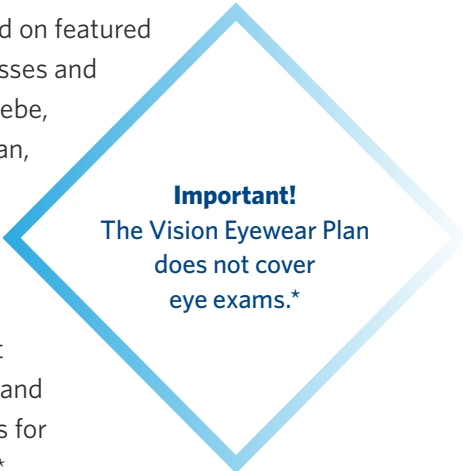 d on featured
sses and
ebe,
an,
Important!
The Vision Eyewear Plan
does not cover
eye exams.*
t
and
s for
*